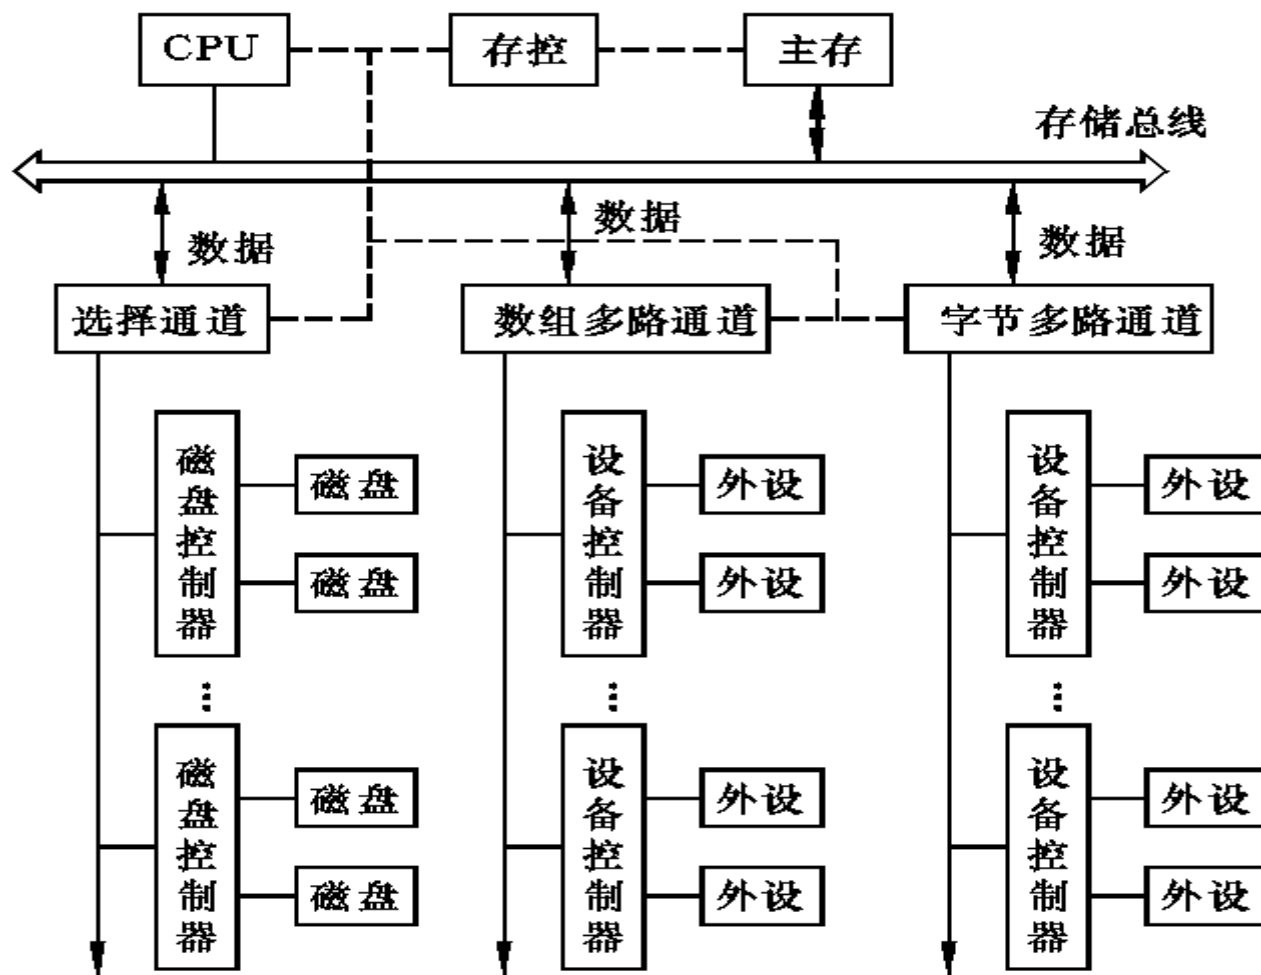 CPU
存控
主存
存储总线
数据
数据
数据
选择通道
数组多路通道
字节多路通道
磁盘控制器
磁盘
磁盘
设备控制器
外设
外设
设备控制器
外设
外设
磁盘控制器
磁盘
磁盘
设备控制器
外设
外设
设备控制器
外设
外设